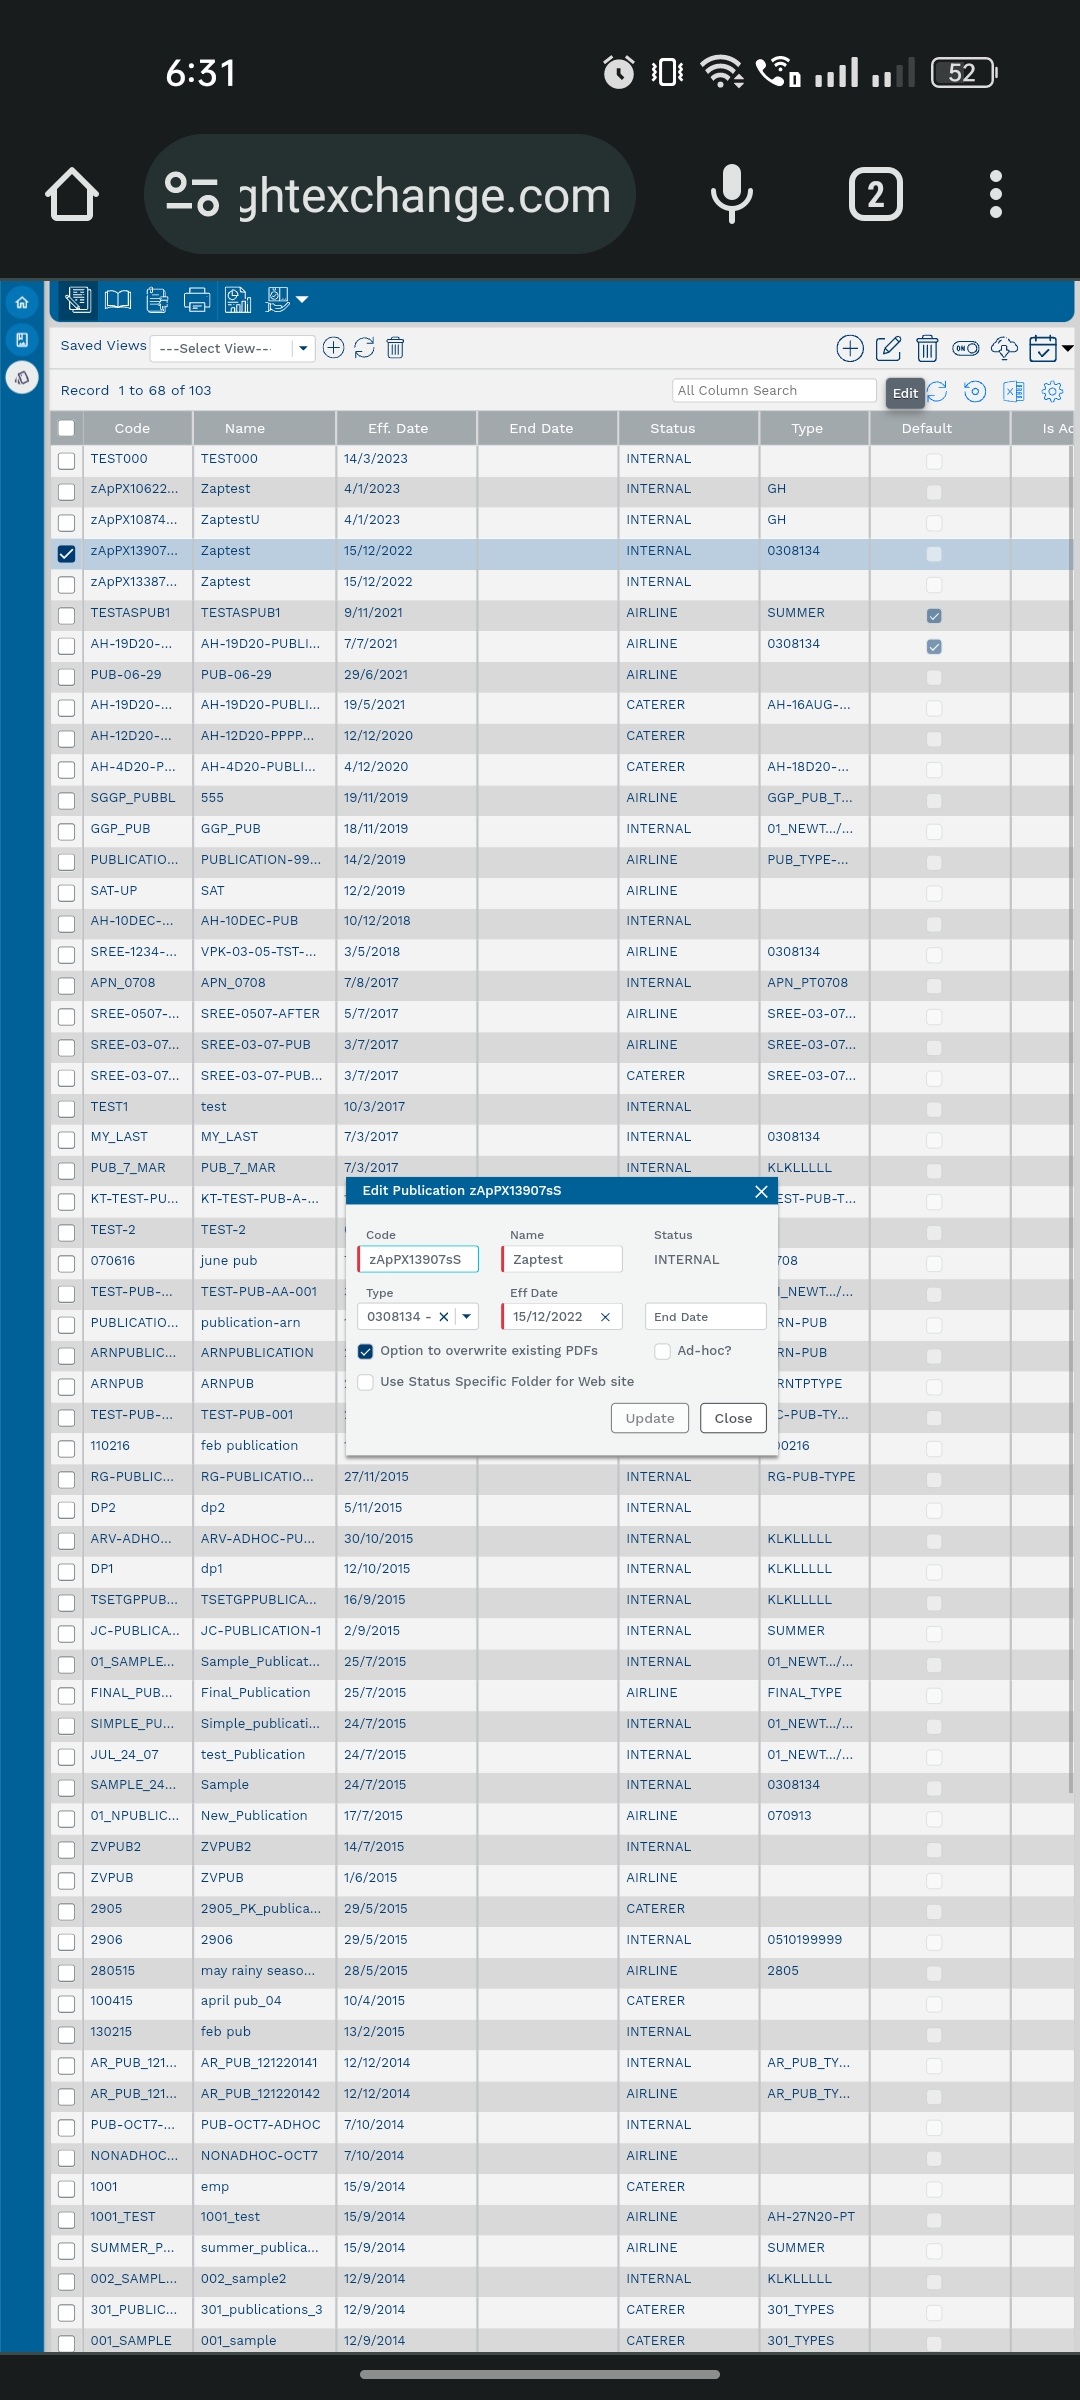 6:31
52
ghtexchange.com
2
Saved Views ---Select View--- ON
Record 1 to 68 of 103 All Column Search Edit
Code Name Eff. Date End Date Status Type Default Is Ad
TEST000 TEST000 14/3/2023 INTERNAL
zApPX10622... Zaptest 4/1/2023 INTERNAL GH
zApPX10874... ZaptestU 4/1/2023 INTERNAL GH
zApPX13907... Zaptest 15/12/2022 INTERNAL 0308134
zApPX13387... Zaptest 15/12/2022 INTERNAL
TESTASPUB1 TESTASPUB1 9/11/2021 AIRLINE SUMMER
AH-19D20-... AH-19D20-PUBLI... 7/7/2021 AIRLINE 0308134
PUB-06-29 PUB-06-29 29/6/2021 AIRLINE
AH-19D20-... AH-19D20-PUBLI... 19/5/2021 CATERER AH-16AUG-...
AH-12D20-... AH-12D20-PPPP... 12/12/2020 CATERER
AH-4D20-P... AH-4D20-PUBLI... 4/12/2020 CATERER AH-18D20-...
SGGP_PUBBL 555 19/11/2019 AIRLINE GGP_PUB_T...
GGP_PUB GGP_PUB 18/11/2019 INTERNAL 01_NEWT.../...
PUBLICATIO... PUBLICATION-99... 14/2/2019 AIRLINE PUB_TYPE-...
SAT-UP SAT 12/2/2019 AIRLINE
AH-10DEC-... AH-10DEC-PUB 10/12/2018 INTERNAL
SREE-1234-... VPK-03-05-TST-... 3/5/2018 AIRLINE 0308134
APN_0708 APN_0708 7/8/2017 INTERNAL APN_PT0708
SREE-0507-... SREE-0507-AFTER 5/7/2017 AIRLINE SREE-03-07...
SREE-03-07... SREE-03-07-PUB 3/7/2017 AIRLINE SREE-03-07...
SREE-03-07... SREE-03-07-PUB... 3/7/2017 CATERER SREE-03-07...
TEST1 test 10/3/2017 INTERNAL
MY_LAST MY_LAST 7/3/2017 INTERNAL 0308134
PUB_7_MAR PUB_7_MAR 7/3/2017 INTERNAL KLKLLLLL
KT-TEST-PU... KT-TEST-PUB-A-... EST-PUB-T...
TEST-2 TEST-2
070616 june pub 708
TEST-PUB-... TEST-PUB-AA-001 1_NEWT.../...
PUBLICATIO... publication-arn RN-PUB
ARNPUBLIC... ARNPUBLICATION RN-PUB
ARNPUB ARNPUB RNTPTYPE
TEST-PUB-... TEST-PUB-001 C-PUB-TY...
110216 feb publication 00216
Edit Publication zApPX13907sS
Code Name Status
zApPX13907sS Zaptest INTERNAL
Type Eff Date
0308134 - 15/12/2022 End Date
Option to overwrite existing PDFs Ad-hoc?
Use Status Specific Folder for Web site
Update Close
RG-PUBLIC... RG-PUBLICATIO... 27/11/2015 INTERNAL RG-PUB-TYPE
DP2 dp2 5/11/2015 INTERNAL
ARV-ADHO... ARV-ADHOC-PU... 30/10/2015 INTERNAL KLKLLLLL
DP1 dp1 12/10/2015 INTERNAL KLKLLLLL
TSETGPPUB... TSETGPPUBLICA... 16/9/2015 INTERNAL KLKLLLLL
JC-PUBLICA... JC-PUBLICATION-1 2/9/2015 INTERNAL SUMMER
01_SAMPLE... Sample_Publicat... 25/7/2015 INTERNAL 01_NEWT.../...
FINAL_PUB... Final_Publication 25/7/2015 AIRLINE FINAL_TYPE
SIMPLE_PU... Simple_publicati... 24/7/2015 INTERNAL 01_NEWT.../...
JUL_24_07 test_Publication 24/7/2015 INTERNAL 01_NEWT.../...
SAMPLE_24... Sample 24/7/2015 INTERNAL 0308134
01_NPUBLIC... New_Publication 17/7/2015 AIRLINE 070913
ZVPUB2 ZVPUB2 14/7/2015 INTERNAL
ZVPUB ZVPUB 1/6/2015 AIRLINE
2905 2905_PK_publica... 29/5/2015 CATERER
2906 2906 29/5/2015 INTERNAL 0510199999
280515 may rainy seaso... 28/5/2015 AIRLINE 2805
100415 april pub_04 10/4/2015 CATERER
130215 feb pub 13/2/2015 INTERNAL
AR_PUB_121... AR_PUB_121220141 12/12/2014 INTERNAL AR_PUB_TY...
AR_PUB_121... AR_PUB_121220142 12/12/2014 AIRLINE AR_PUB_TY...
PUB-OCT7-... PUB-OCT7-ADHOC 7/10/2014 INTERNAL
NONADHOC... NONADHOC-OCT7 7/10/2014 AIRLINE
1001 emp 15/9/2014 CATERER
1001_TEST 1001_test 15/9/2014 AIRLINE AH-27N20-PT
SUMMER_P... summer_publica... 15/9/2014 AIRLINE SUMMER
002_SAMPL... 002_sample2 12/9/2014 INTERNAL KLKLLLLL
301_PUBLIC... 301_publications_3 12/9/2014 CATERER 301_TYPES
001_SAMPLE 001_sample 12/9/2014 CATERER 301_TYPES